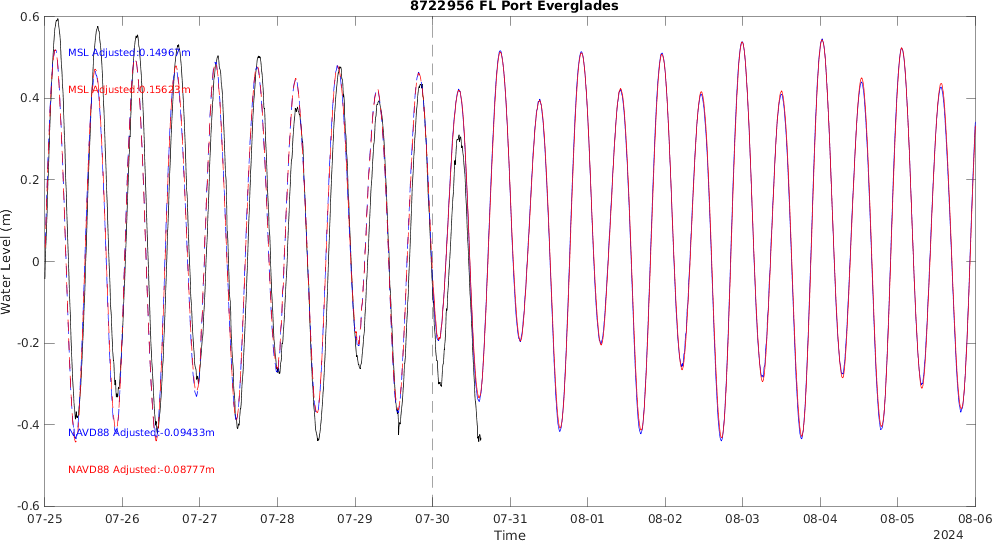 8722956 FL Port Everglades
0.6
MSL Adjusted:0.14967m
MSL Adjusted:0.15623m
0.4
0.2
0
-0.2
-0.4
-0.6
Water Level (m)
NAVD88 Adjusted:-0.09433m
NAVD88 Adjusted:-0.08777m
07-25 07-26 07-27 07-28 07-29 07-30 07-31 08-01 08-02 08-03 08-04 08-05 08-06
Time
2024